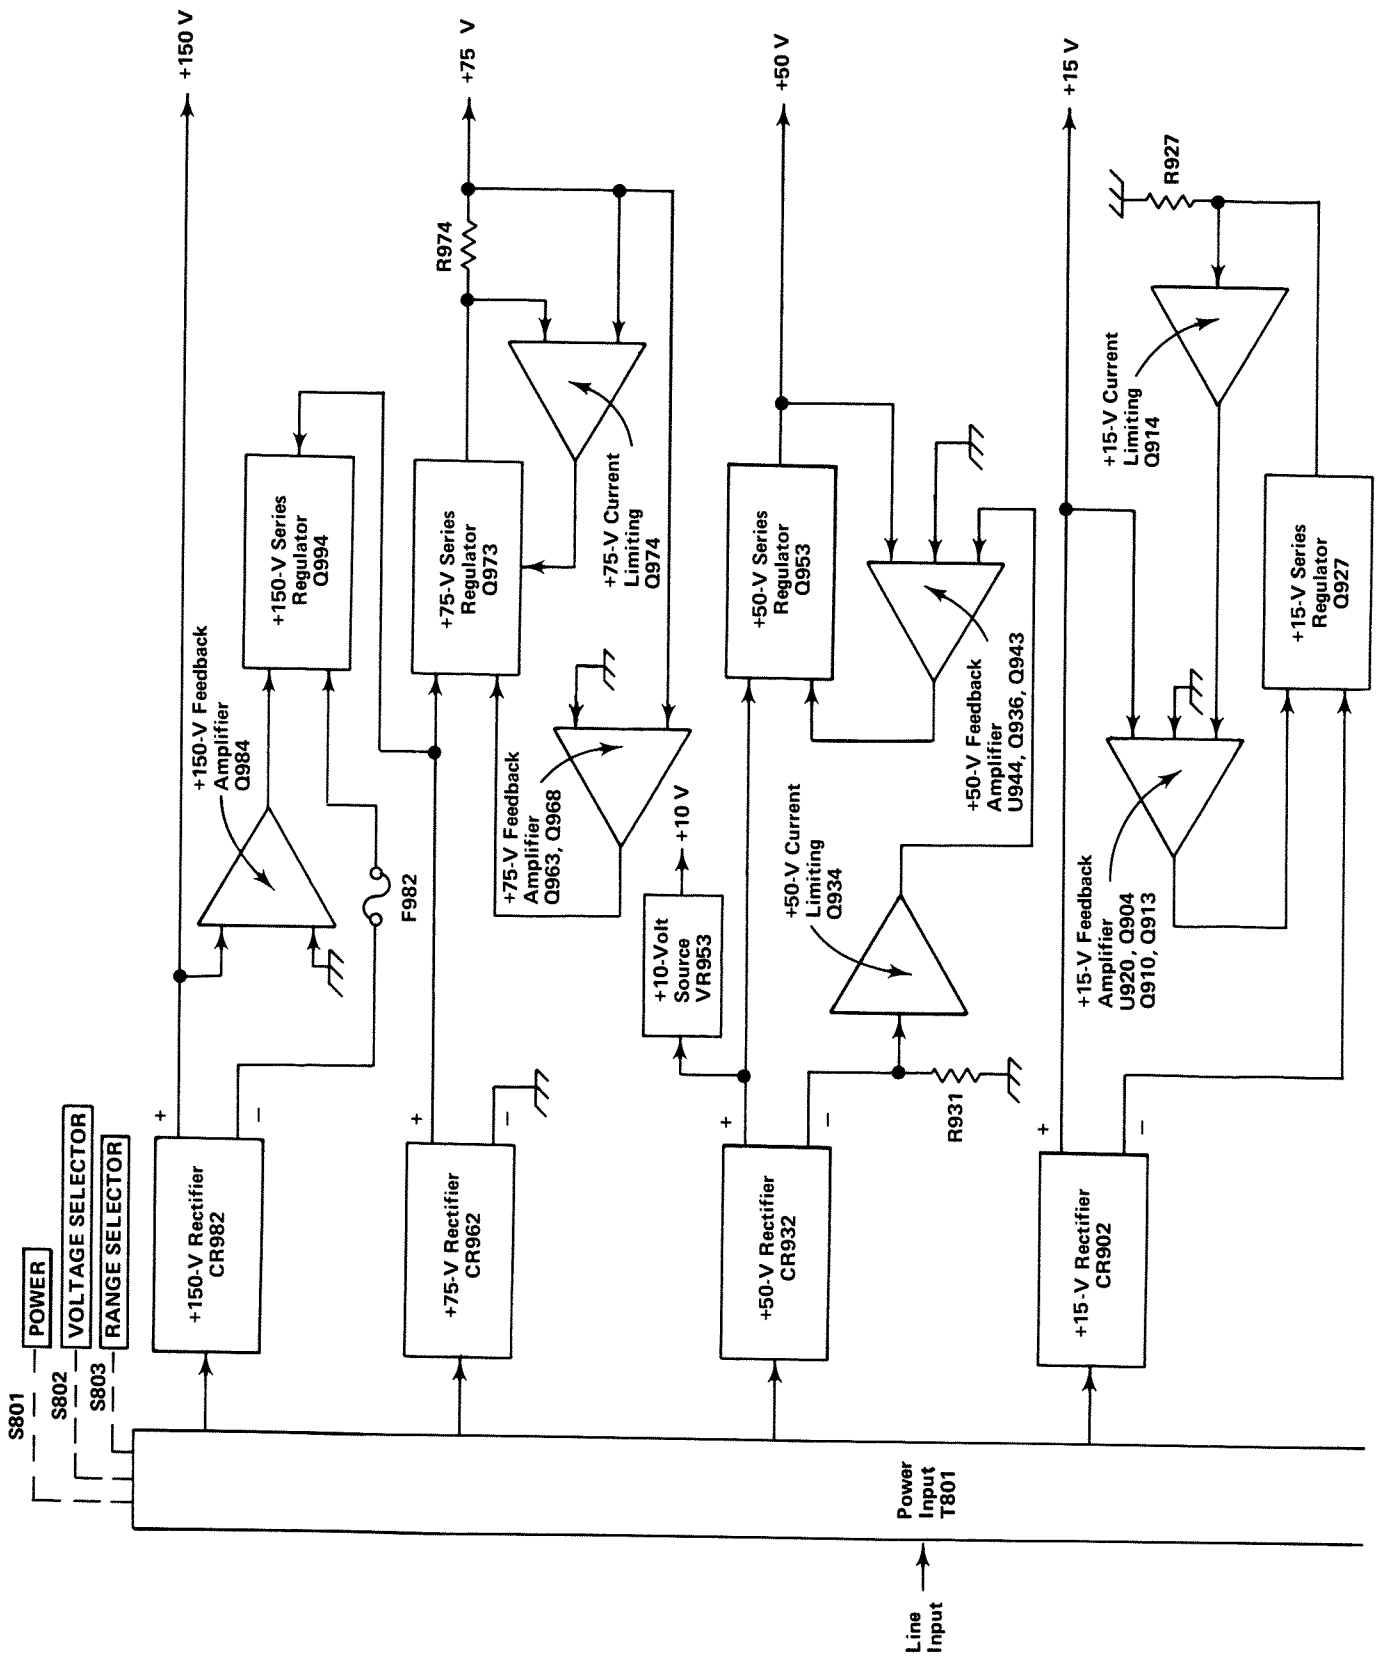 S801
POWER
S802
VOLTAGE SELECTOR
S803
RANGE SELECTOR
Line
Input
Power
Input
T801
+150-V Rectifier
CR982
+
−
+150-V Feedback
Amplifier
Q984
F982
+150-V Series
Regulator
Q994
+150 V
+75-V Rectifier
CR962
+
−
+75-V Series
Regulator
Q973
+75-V Feedback
Amplifier
Q963, Q968
+75-V Current
Limiting
Q974
R974
+75 V
+50-V Rectifier
CR932
+
−
+10-Volt
Source
VR953
+10 V
R931
+50-V Current
Limiting
Q934
+50-V Series
Regulator
Q953
+50-V Feedback
Amplifier
U944, Q936, Q943
+50 V
+15-V Rectifier
CR902
+
−
+15-V Feedback
Amplifier
U920, Q904
Q910, Q913
+15-V Series
Regulator
Q927
+15-V Current
Limiting
Q914
R927
+15 V